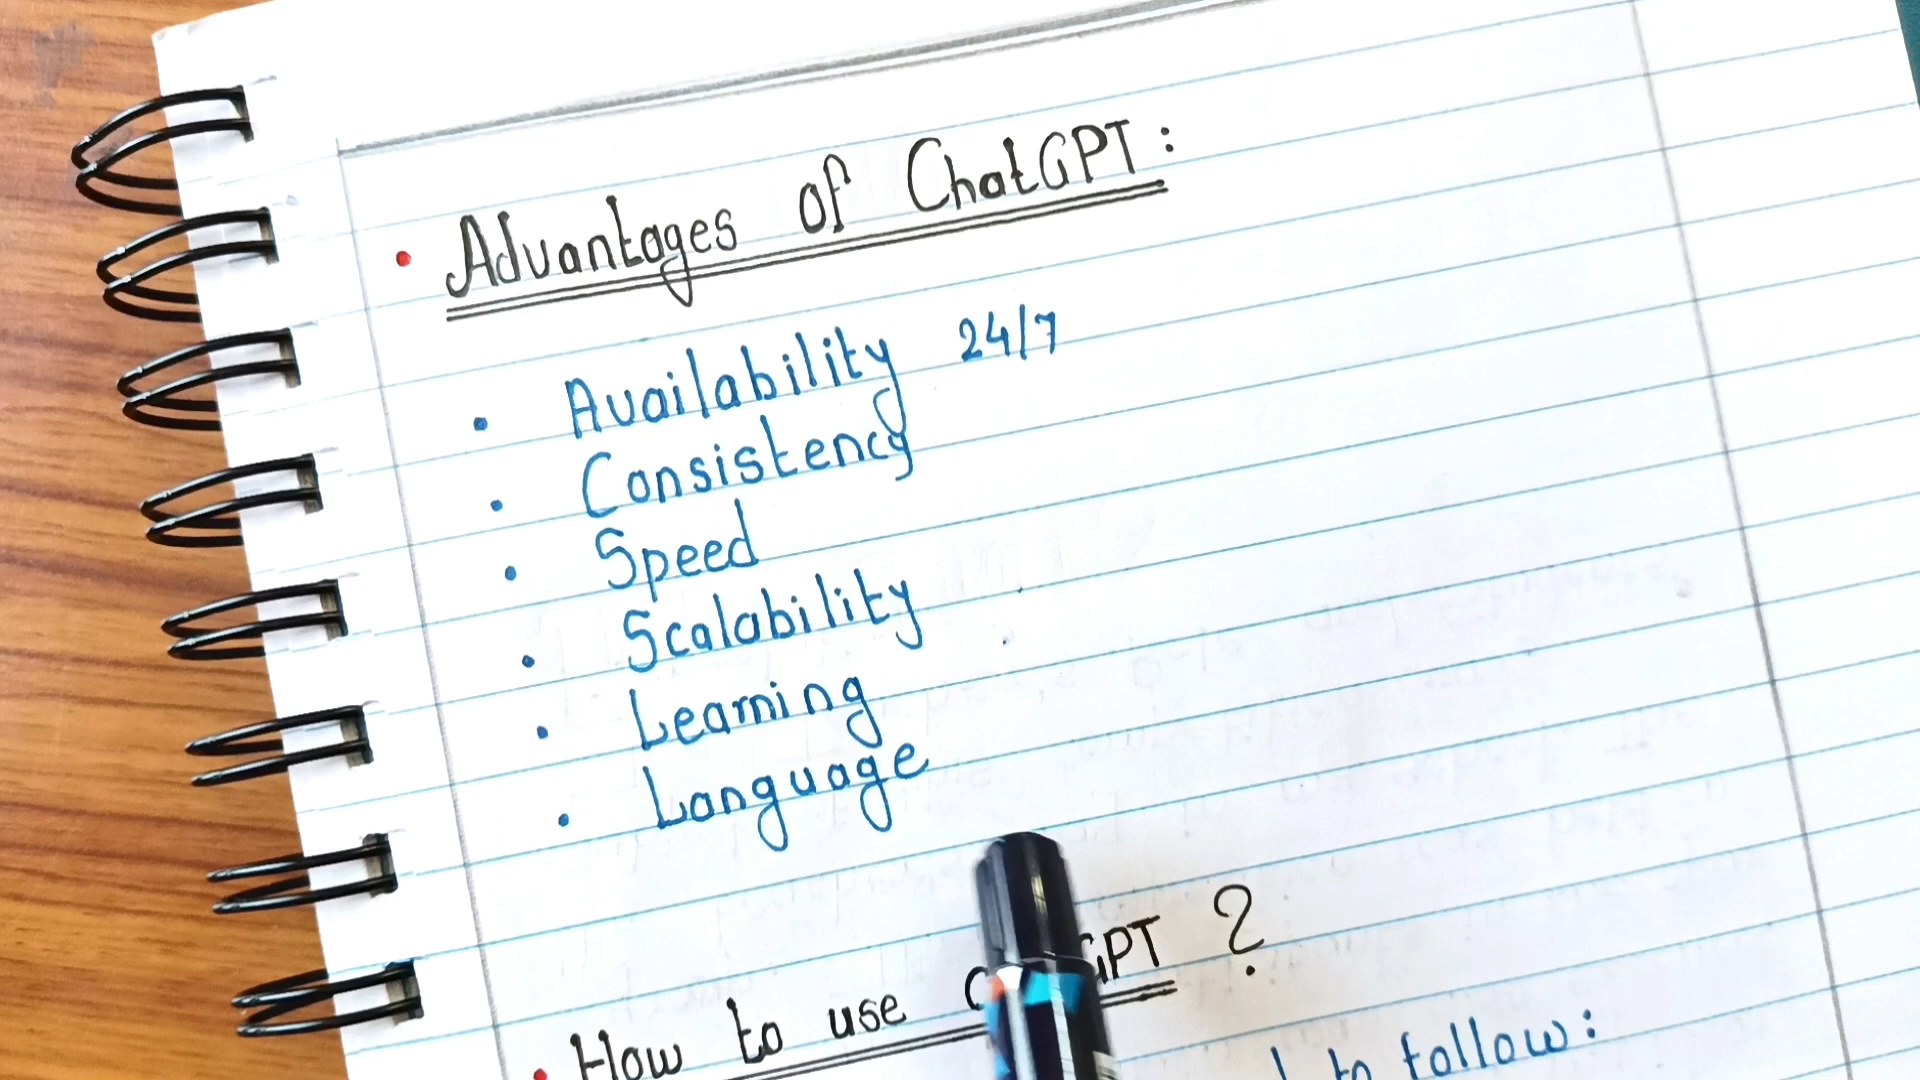 • Advantages of ChatGPT:
• Availability 24/7
• Consistency
• Speed
• Scalability
• Learning
• Language
• How to use GPT ?
to follow: